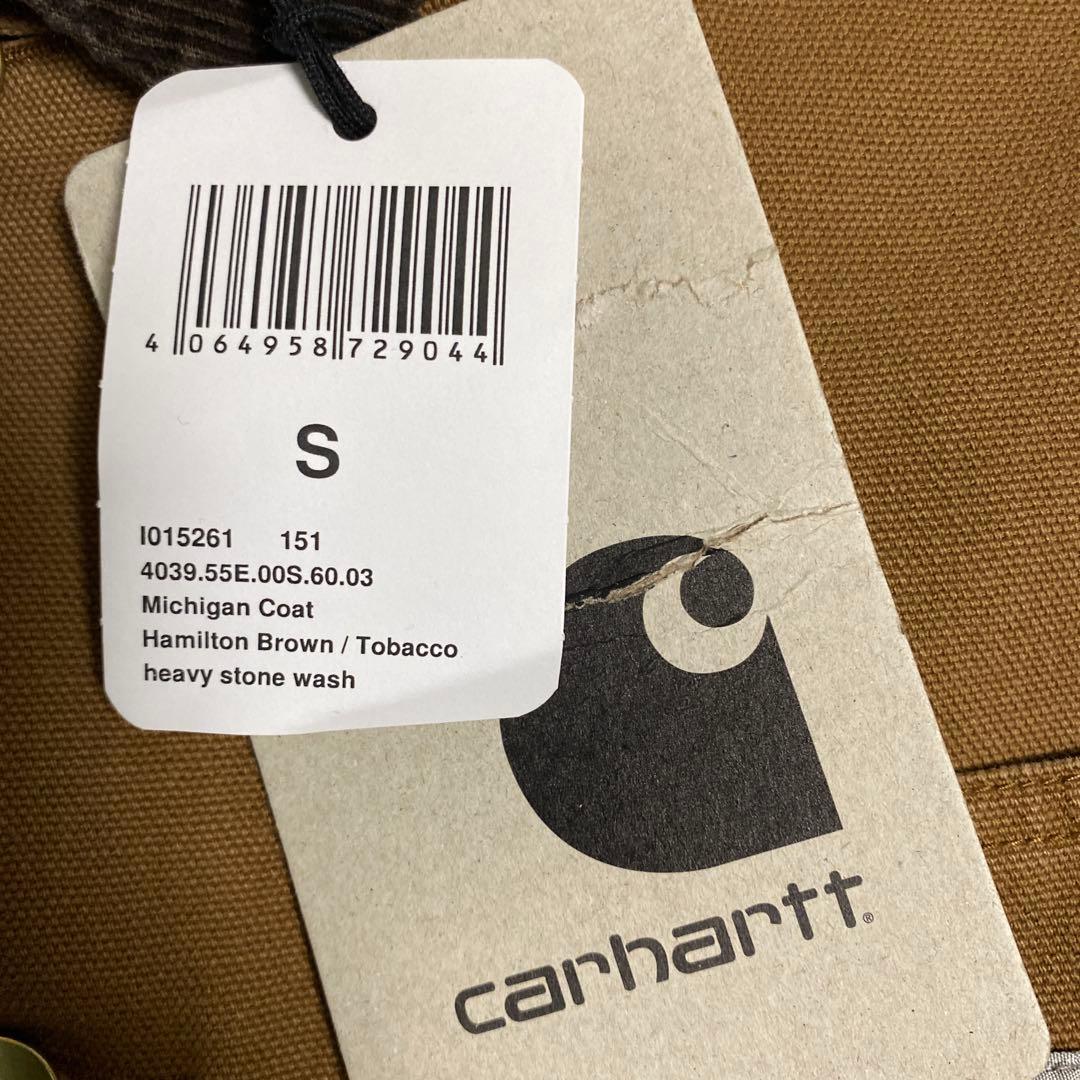 4 064958 729044
S
I015261 151
4039.55E.00S.60.03
Michigan Coat
Hamilton Brown / Tobacco
heavy stone wash
carhartt®